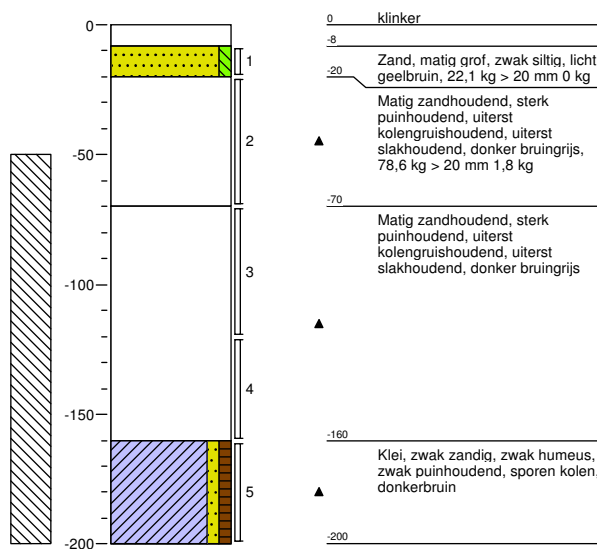 0
-50
-100
-150
-200
1
2
3
4
5
0 klinker
-8
Zand, matig grof, zwak siltig, licht
geelbruin, 22,1 kg > 20 mm 0 kg
-20
Matig zandhoudend, sterk
puinhoudend, uiterst
kolengruishoudend, uiterst
slakhoudend, donker bruingrijs,
78,6 kg > 20 mm 1,8 kg
-70
Matig zandhoudend, sterk
puinhoudend, uiterst
kolengruishoudend, uiterst
slakhoudend, donker bruingrijs
-160
Klei, zwak zandig, zwak humeus,
zwak puinhoudend, sporen kolen,
donkerbruin
-200